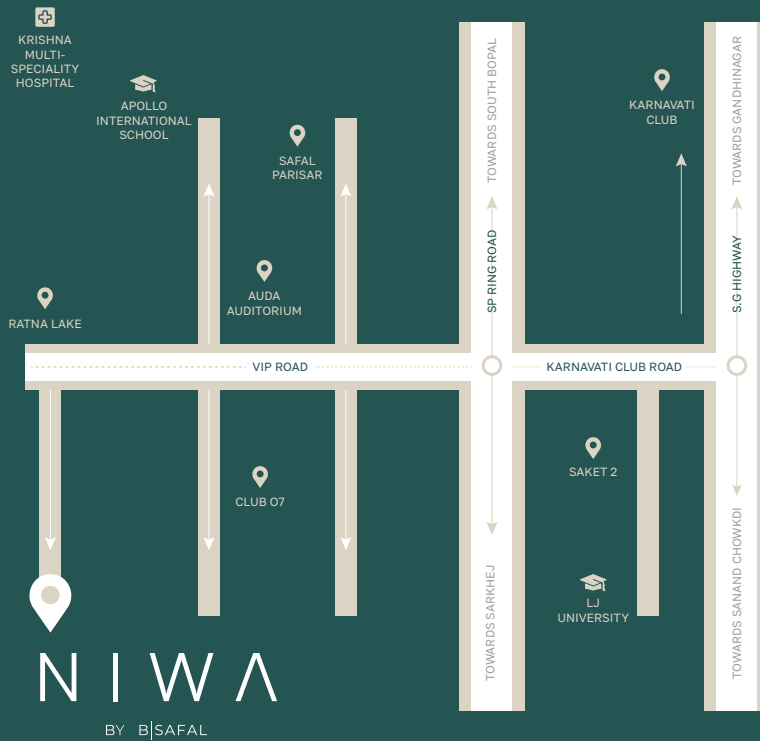 KRISHNA
MULTI-
SPECIALITY
HOSPITAL
APOLLO
INTERNATIONAL
SCHOOL
SAFAL
PARISAR
TOWARDS SOUTH BOPAL
KARNAVATI
CLUB
TOWARDS GANDHINAGAR
SP RING ROAD
S.G HIGHWAY
AUDA
AUDITORIUM
RATNA LAKE
VIP ROAD
KARNAVATI CLUB ROAD
SAKET 2
CLUB O7
TOWARDS SARKHEJ
LJ
UNIVERSITY
TOWARDS SANAND CHOWKDI
NIWA
BY B|SAFAL